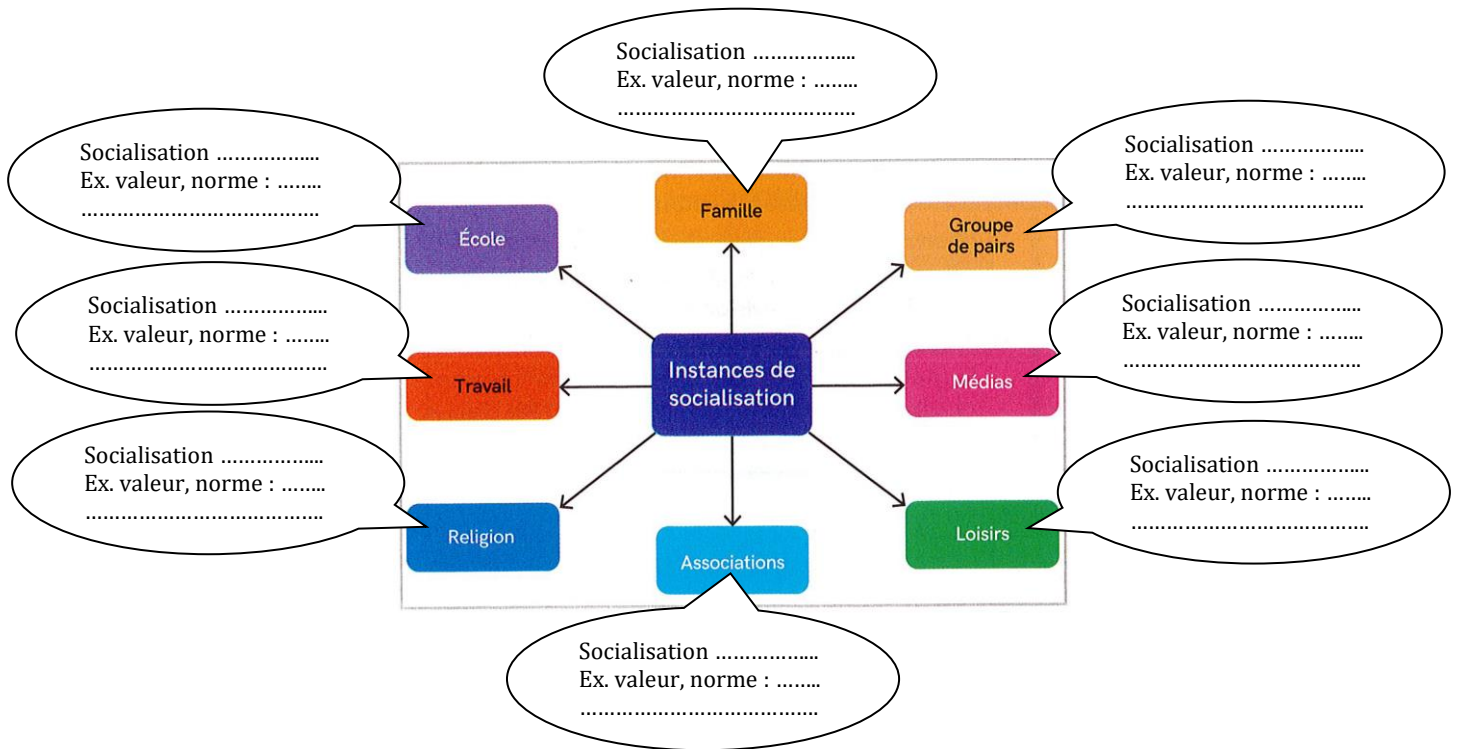 Socialisation ……………....
Ex. valeur, norme : ……..
………………………………….
Socialisation ……………....
Ex. valeur, norme : ……..
………………………………….
Socialisation ……………....
Ex. valeur, norme : ……..
………………………………….
École
Famille
Groupe
de pairs
Socialisation ……………....
Ex. valeur, norme : ……..
………………………………….
Socialisation ……………....
Ex. valeur, norme : ……..
………………………………….
Travail
Instances de
socialisation
Médias
Socialisation ……………....
Ex. valeur, norme : ……..
………………………………….
Socialisation ……………....
Ex. valeur, norme : ……..
………………………………….
Religion
Associations
Loisirs
Socialisation ……………....
Ex. valeur, norme : ……..
………………………………….